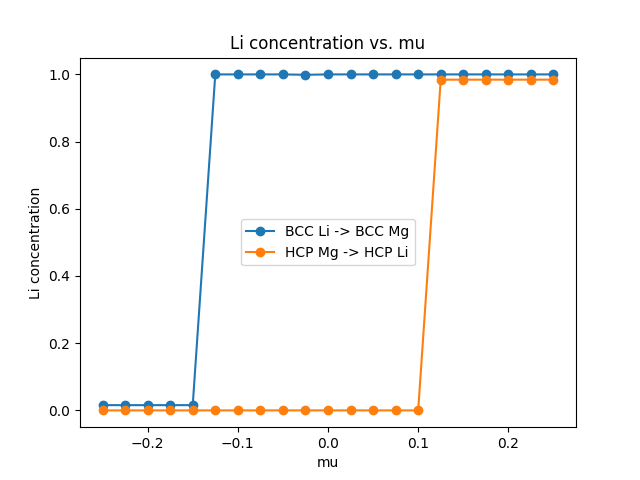 Li concentration vs. mu
Li concentration
1.0
0.8
0.6
0.4
0.2
0.0
BCC Li -> BCC Mg
HCP Mg -> HCP Li
−0.2
−0.1
0.0
0.1
0.2
mu